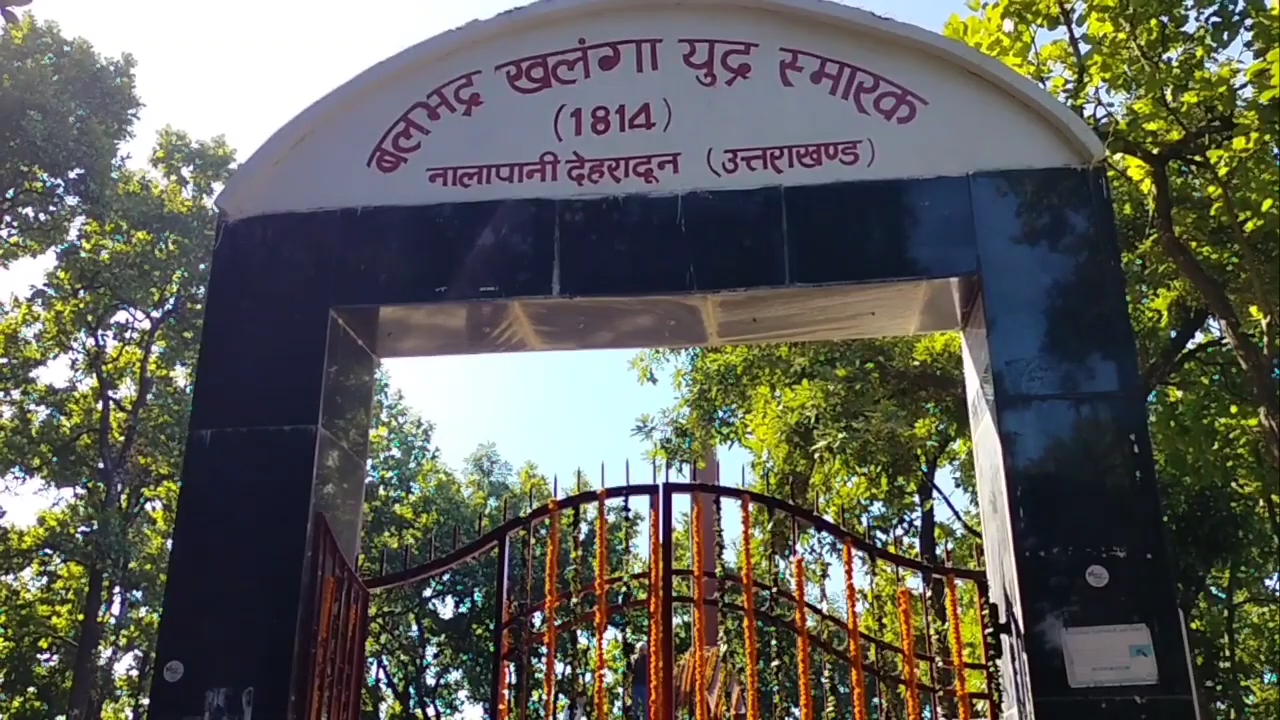 बलभद्र खलंगा युद्र स्मारक
(1814)
नालापानी देहरादून (उत्तराखण्ड)